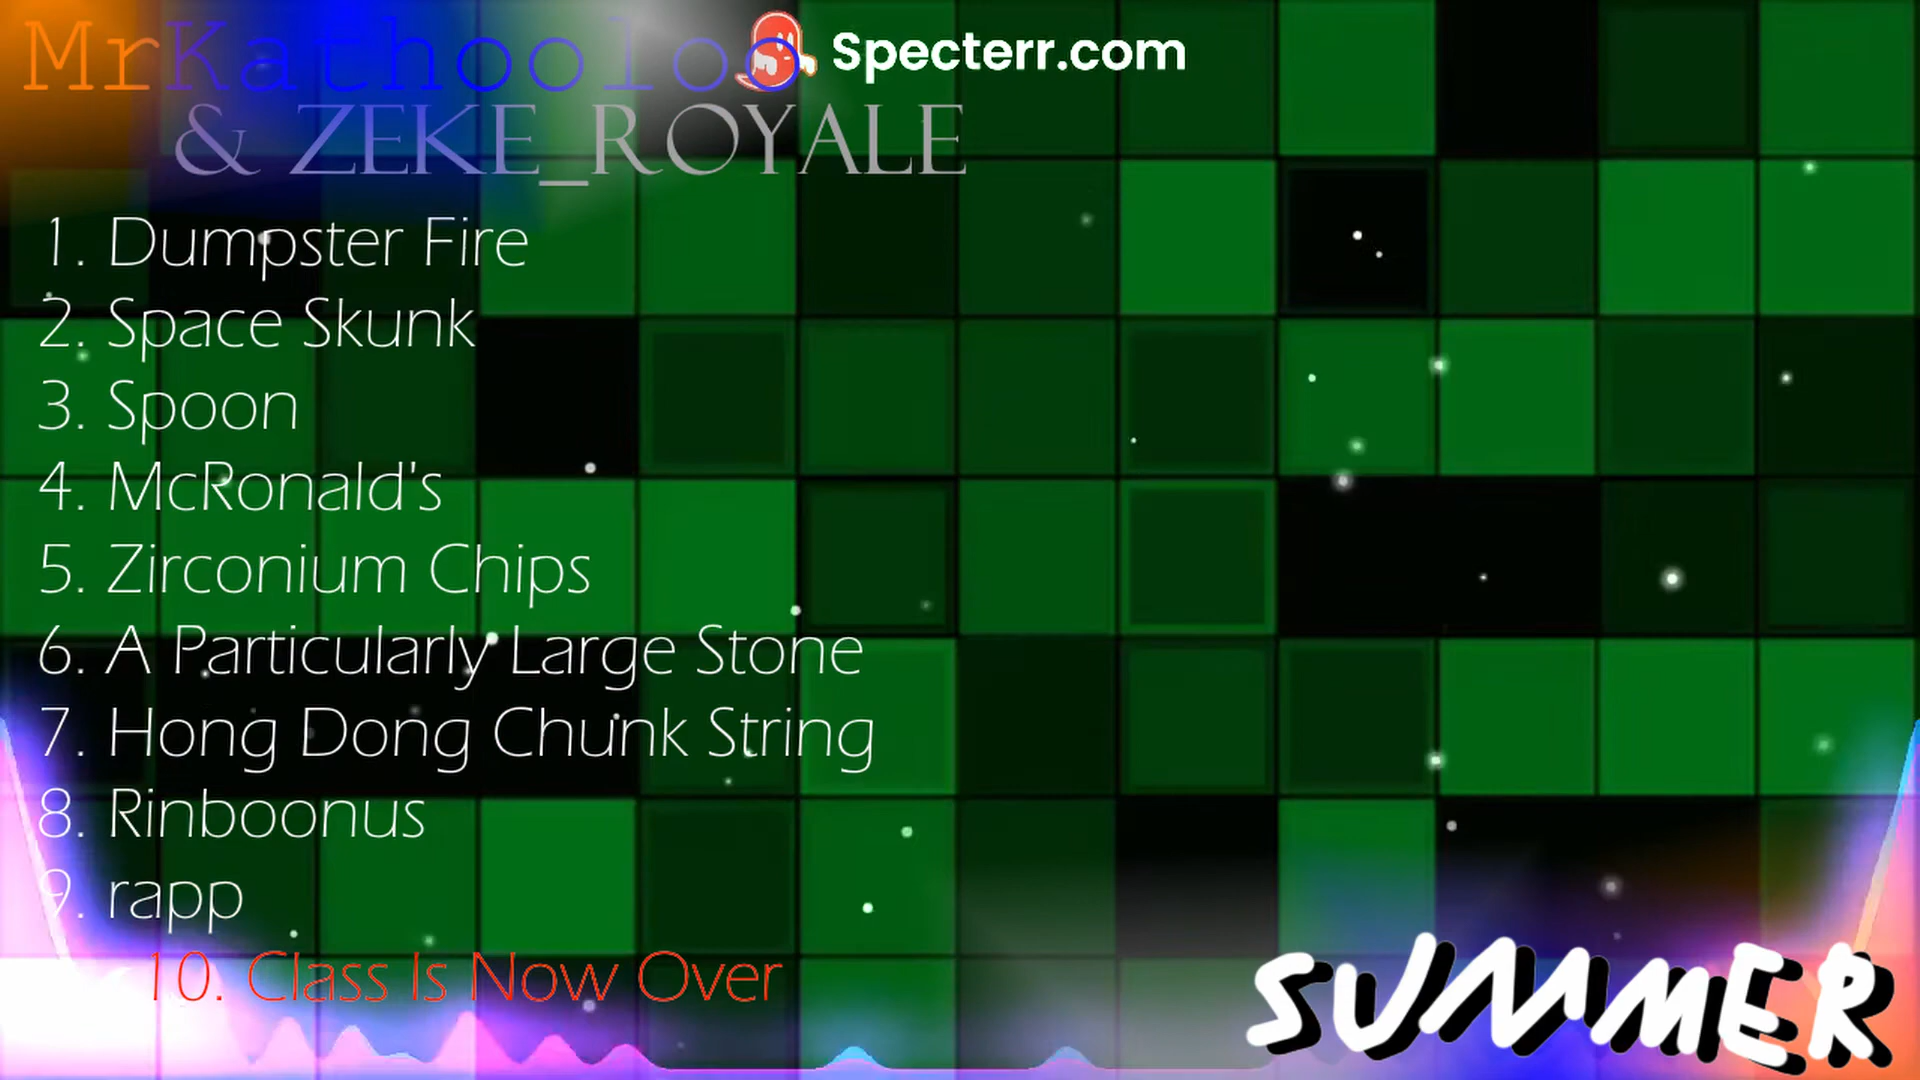 MrKathooloo
Specterr.com
& ZEKE_ROYALE
1. Dumpster Fire
2. Space Skunk
3. Spoon
4. McRonald's
5. Zirconium Chips
6. A Particularly Large Stone
7. Hong Dong Chunk String
8. Rinboonus
9. rapp
10. Class Is Now Over
SUMMER